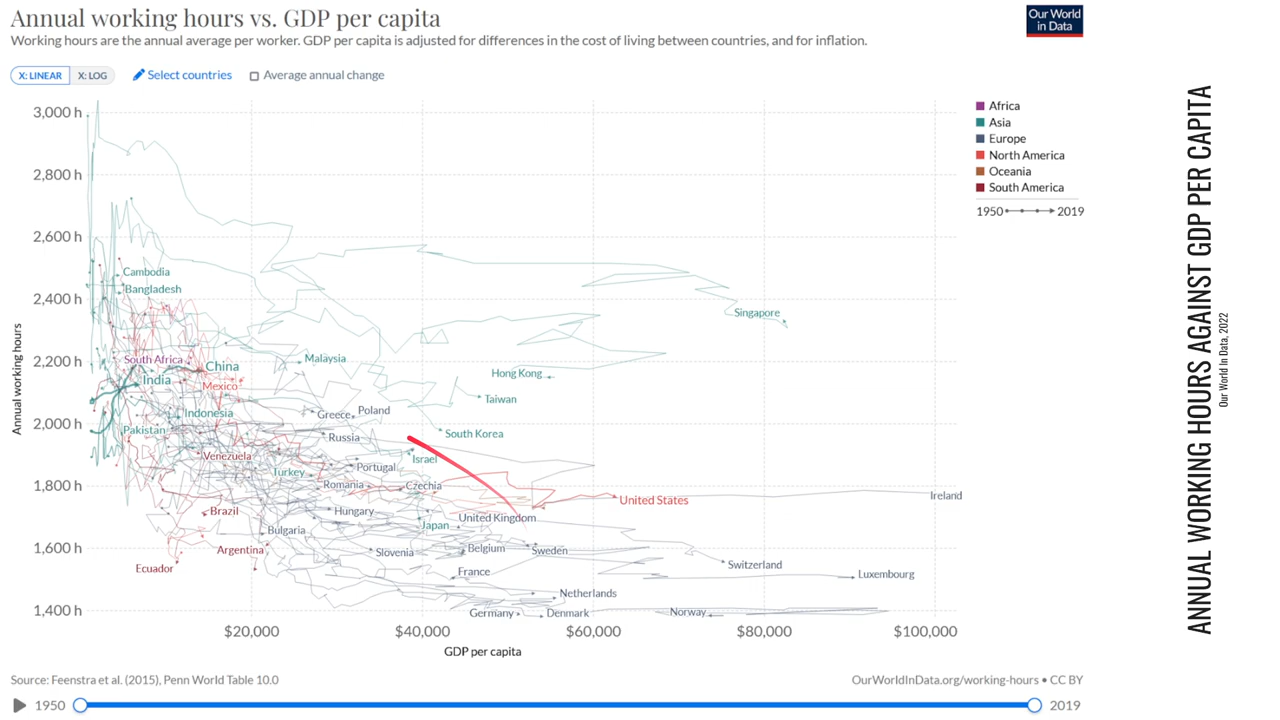 Annual working hours vs. GDP per capita
Working hours are the annual average per worker. GDP per capita is adjusted for differences in the cost of living between countries, and for inflation.
Our World
in Data
X: LINEAR X: LOG Select countries Average annual change
3,000 h
2,800 h
2,600 h
2,400 h
2,200 h
2,000 h
1,800 h
1,600 h
1,400 h
Annual working hours
Cambodia
Bangladesh
Singapore
South Africa
China
Malaysia
India
Mexico
Hong Kong
Taiwan
Indonesia
Greece
Poland
Pakistan
Russia
South Korea
Venezuela
Israel
Turkey
Portugal
Romania
Czechia
United States
Ireland
Brazil
Hungary
United Kingdom
Japan
Bulgaria
Argentina
Slovenia
Belgium
Sweden
Ecuador
France
Switzerland
Luxembourg
Netherlands
Germany
Denmark
Norway
$20,000 $40,000 $60,000 $80,000 $100,000
GDP per capita
Africa
Asia
Europe
North America
Oceania
South America
1950 2019
Source: Feenstra et al. (2015), Penn World Table 10.0
OurWorldInData.org/working-hours • CC BY
1950 2019
ANNUAL WORKING HOURS AGAINST GDP PER CAPITA
Our World In Data, 2022